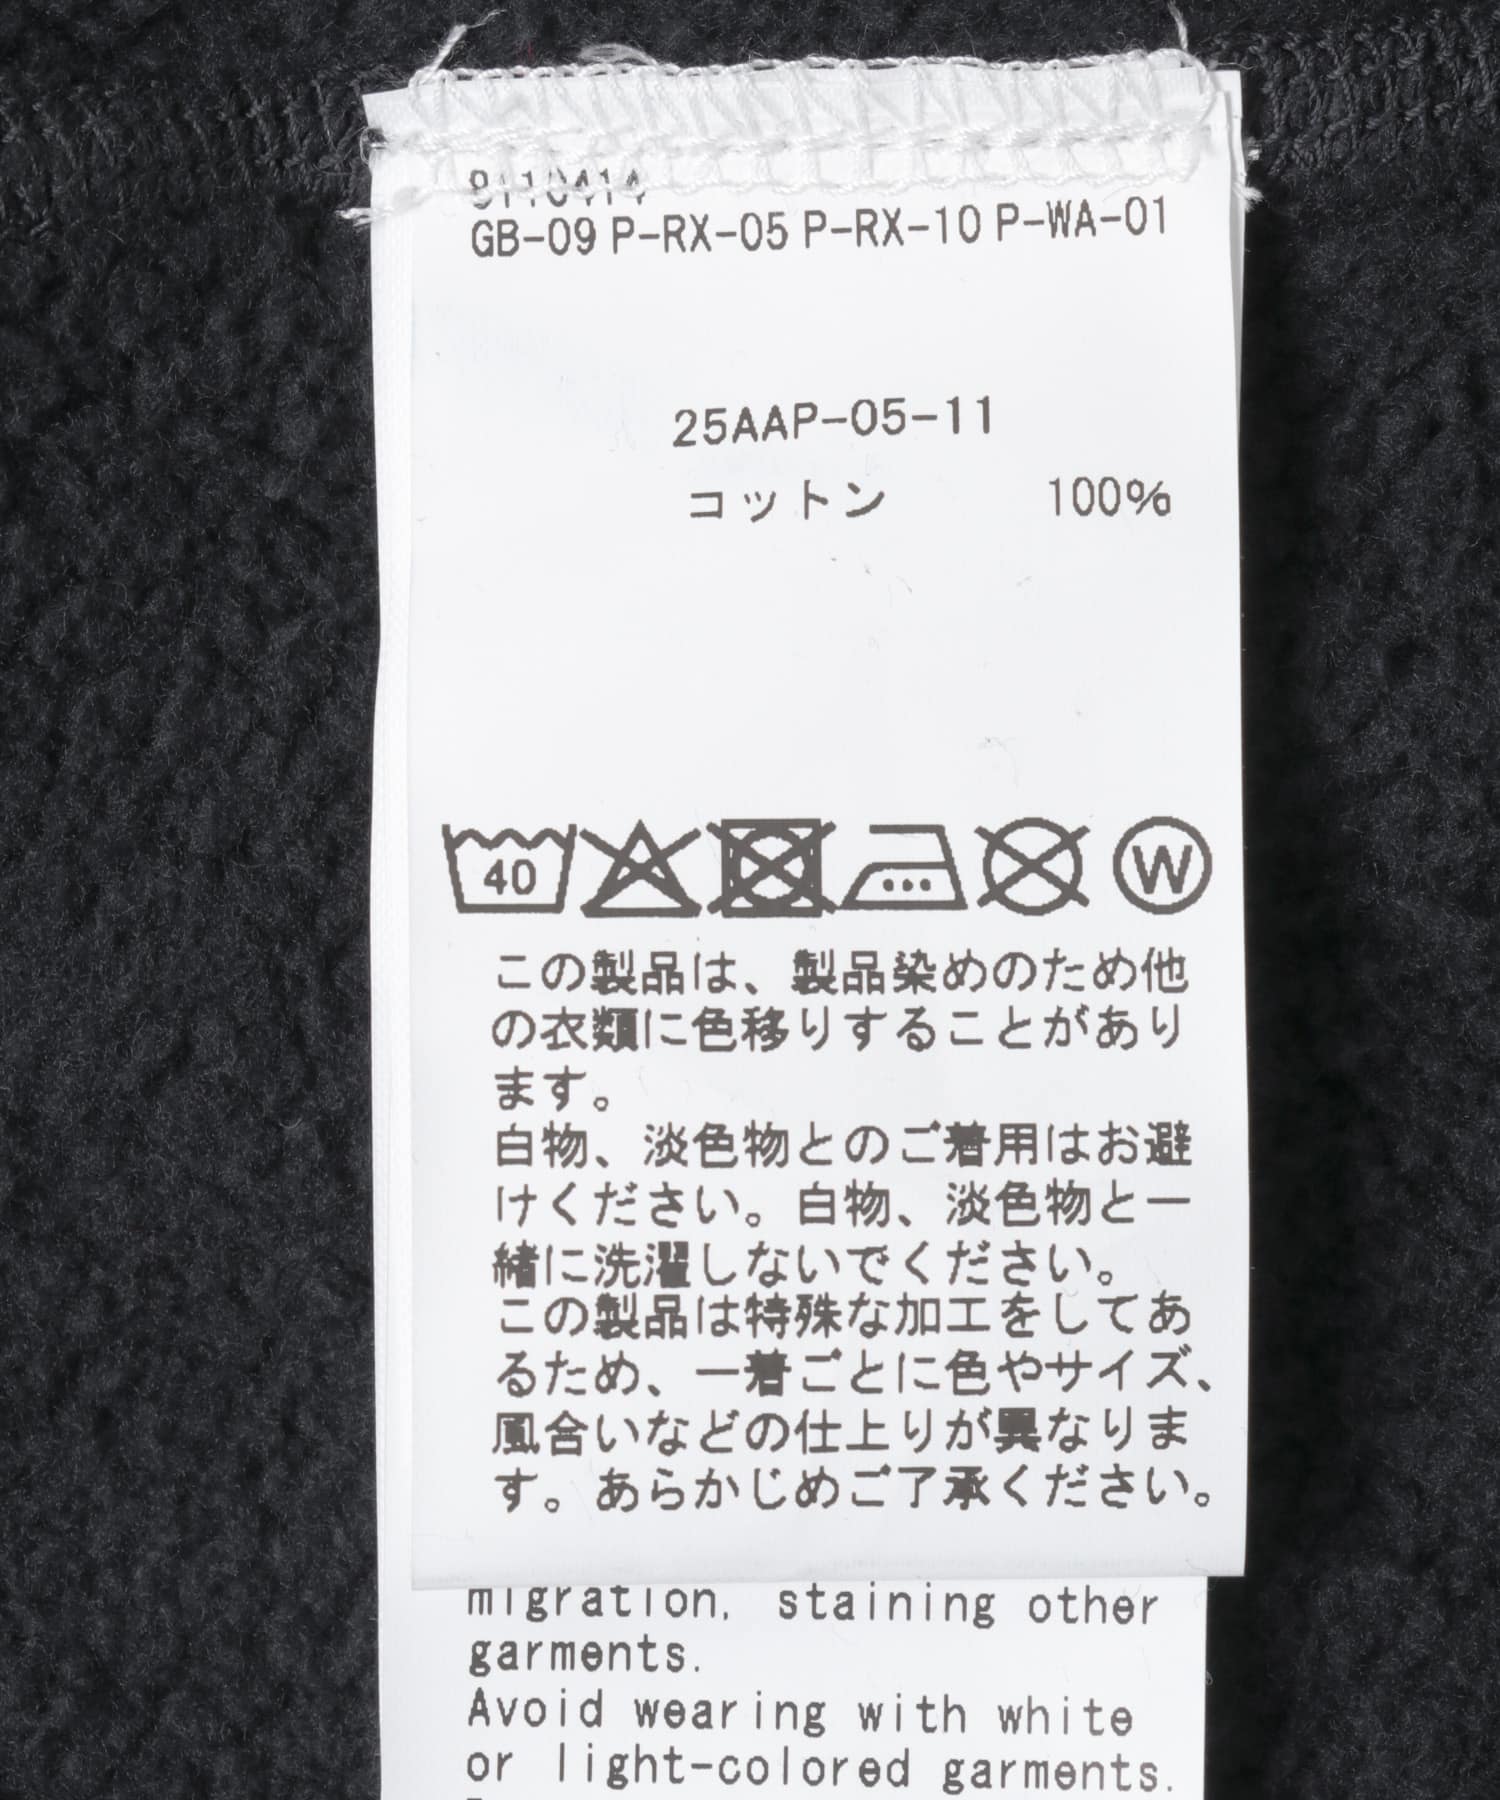 9110414
GB-09 P-RX-05 P-RX-10 P-WA-01
25AAP-05-11
コットン 100%
40
W
この製品は、製品染めのため他
の衣類に色移りすることがあり
ます。
白物、淡色物とのご着用はお避
けください。白物、淡色物と一
緒に洗濯しないでください。
この製品は特殊な加工をしてあ
るため、一着ごとに色やサイズ、
風合いなどの仕上りが異なりま
す。あらかじめご了承ください。
migration, staining other
garments.
Avoid wearing with white
or light-colored garments.